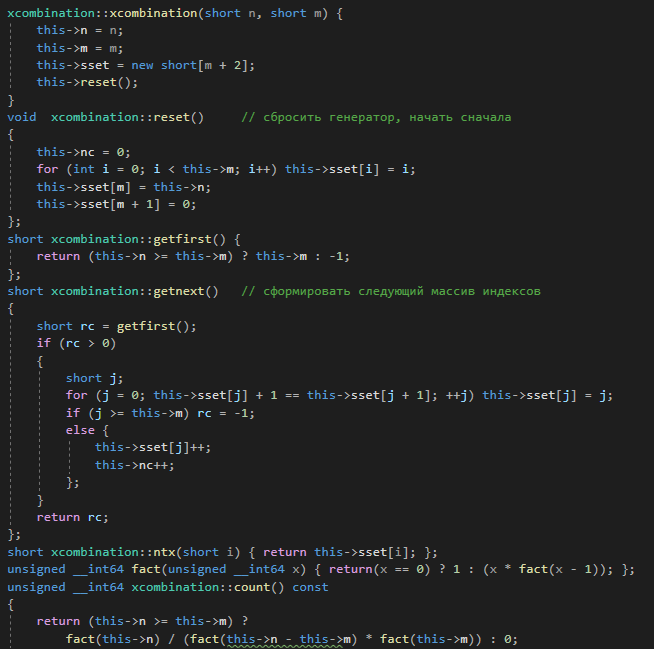 xcombination::xcombination(short n, short m) {
    this->n = n;
    this->m = m;
    this->sset = new short[m + 2];
    this->reset();
}
void  xcombination::reset()     // сбросить генератор, начать сначала
{
    this->nc = 0;
    for (int i = 0; i < this->m; i++) this->sset[i] = i;
    this->sset[m] = this->n;
    this->sset[m + 1] = 0;
};
short xcombination::getfirst() {
    return (this->n >= this->m) ? this->m : -1;
};
short xcombination::getnext()   // сформировать следующий массив индексов
{
    short rc = getfirst();
    if (rc > 0)
    {
        short j;
        for (j = 0; this->sset[j] + 1 == this->sset[j + 1]; ++j) this->sset[j] = j;
        if (j >= this->m) rc = -1;
        else {
            this->sset[j]++;
            this->nc++;
        };
    }
    return rc;
};
short xcombination::ntx(short i) { return this->sset[i]; };
unsigned __int64 fact(unsigned __int64 x) { return(x == 0) ? 1 : (x * fact(x - 1)); };
unsigned __int64 xcombination::count() const
{
    return (this->n >= this->m) ?
        fact(this->n) / (fact(this->n - this->m) * fact(this->m)) : 0;